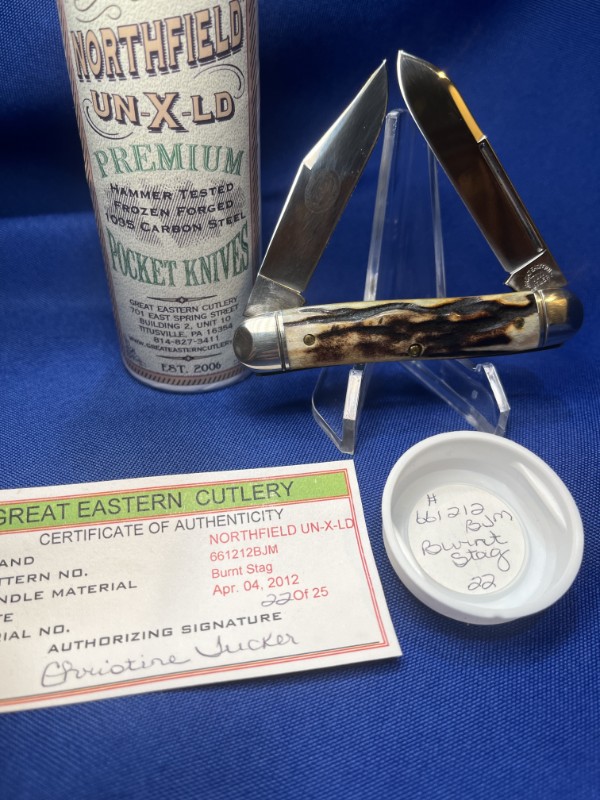 NORTHFIELD
UN-X-LD
PREMIUM
HAMMER TESTED
FROZEN FORGED
1095 CARBON STEEL
POCKET KNIVES
GREAT EASTERN CUTLERY
701 EAST SPRING STREET
BUILDING 2, UNIT 10
TITUSVILLE, PA 16354
814-827-3411
WWW.GREATEASTERNCUTLERY
EST. 2006
GREAT EASTERN CUTLERY
CERTIFICATE OF AUTHENTICITY
AND NORTHFIELD UN-X-LD
TTERN NO. 661212BJM
NDLE MATERIAL Burnt Stag
TE Apr. 04, 2012
IAL NO. 22 Of 25
AUTHORIZING SIGNATURE
Christine Tucker
#
661212
BJM
Burnt
Stag
22